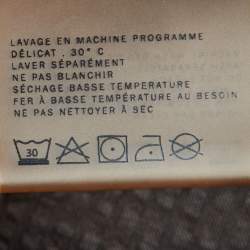 LAVAGE EN MACHINE PROGRAMME
DÉLICAT . 30° C
LAVER SÉPARÉMENT
NE PAS BLANCHIR
SÉCHAGE BASSE TEMPERATURE
FER À BASSE TEMPÉRATURE AU BESOIN
NE PAS NETTOYER À SEC
30